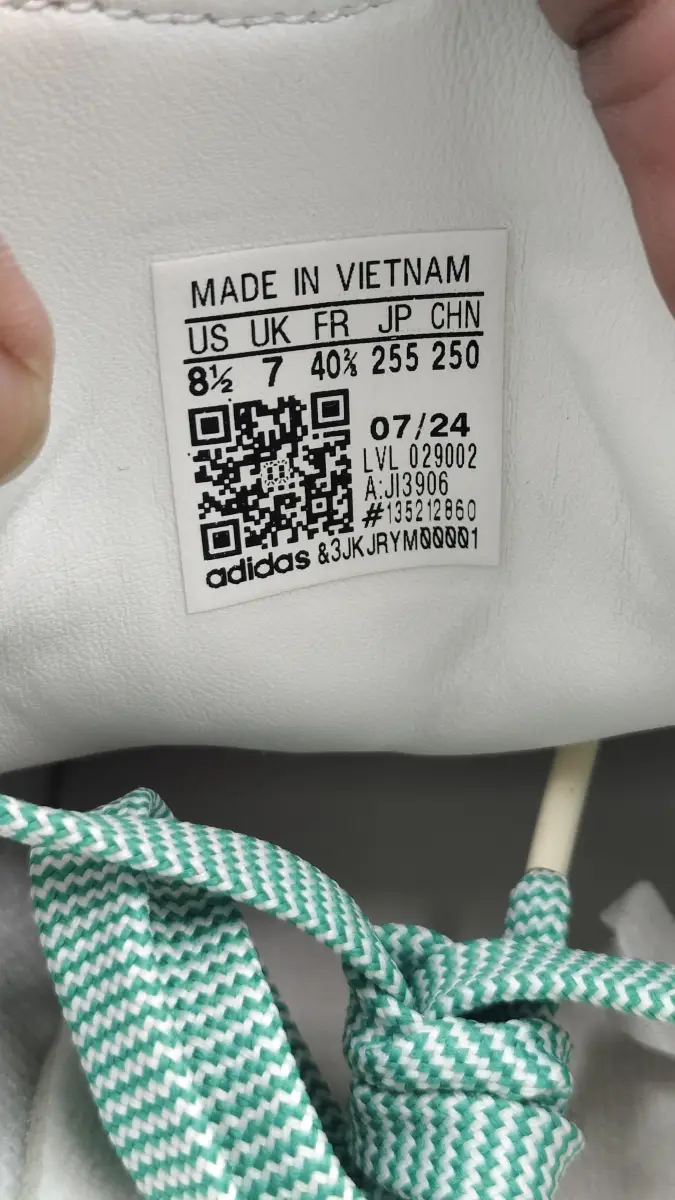 MADE IN VIETNAM
US UK FR JP CHN
8½ 7 40⅔ 255 250
07/24
LVL 029002
A:JI3906
#135212860
adidas &3JKJRYM00001